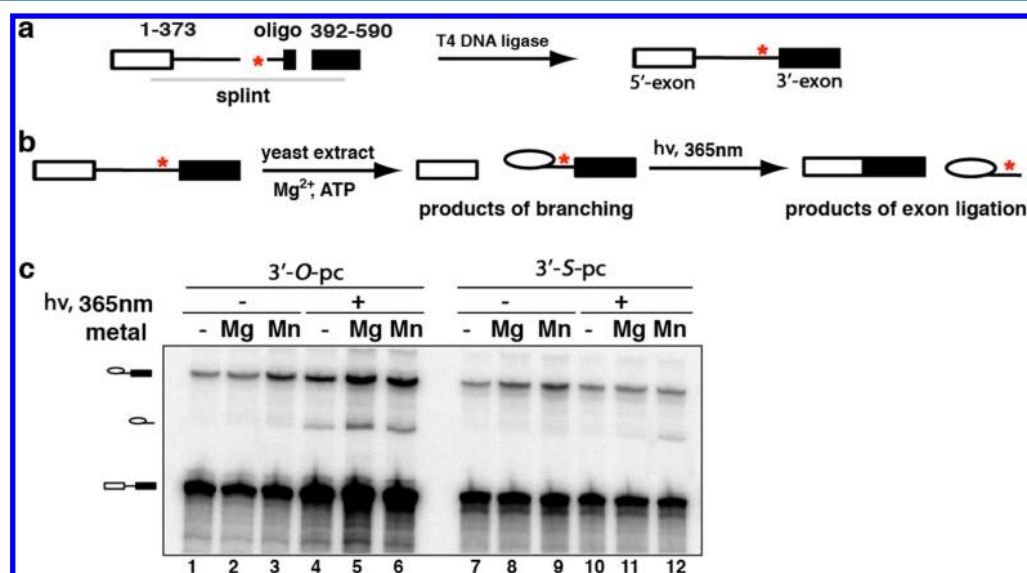 a
1-373 oligo 392-590
*
splint
T4 DNA ligase
*
5'-exon 3'-exon
b
*
yeast extract
Mg2+, ATP
*
products of branching
hv, 365nm
*
products of exon ligation
c
3'-O-pc 3'-S-pc
hv, 365nm - + - +
metal - Mg Mn - Mg Mn - Mg Mn - Mg Mn
1 2 3 4 5 6 7 8 9 10 11 12